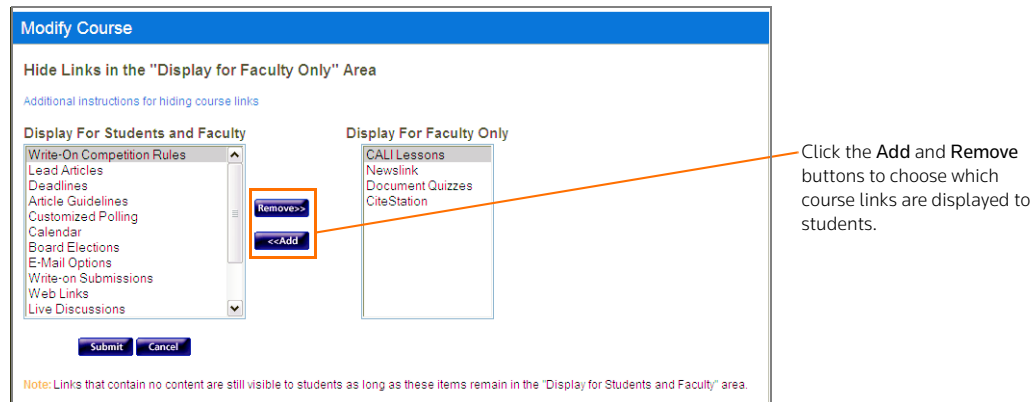 Modify Course
Hide Links in the "Display for Faculty Only" Area
Additional instructions for hiding course links
Display For Students and Faculty
Write-On Competition Rules
Lead Articles
Deadlines
Article Guidelines
Customized Polling
Calendar
Board Elections
E-Mail Options
Write-on Submissions
Web Links
Live Discussions
Remove>>
<<Add
Display For Faculty Only
CALI Lessons
Newslink
Document Quizzes
CiteStation
Click the Add and Remove
buttons to choose which
course links are displayed to
students.
Submit
Cancel
Note: Links that contain no content are still visible to students as long as these items remain in the "Display for Students and Faculty" area.